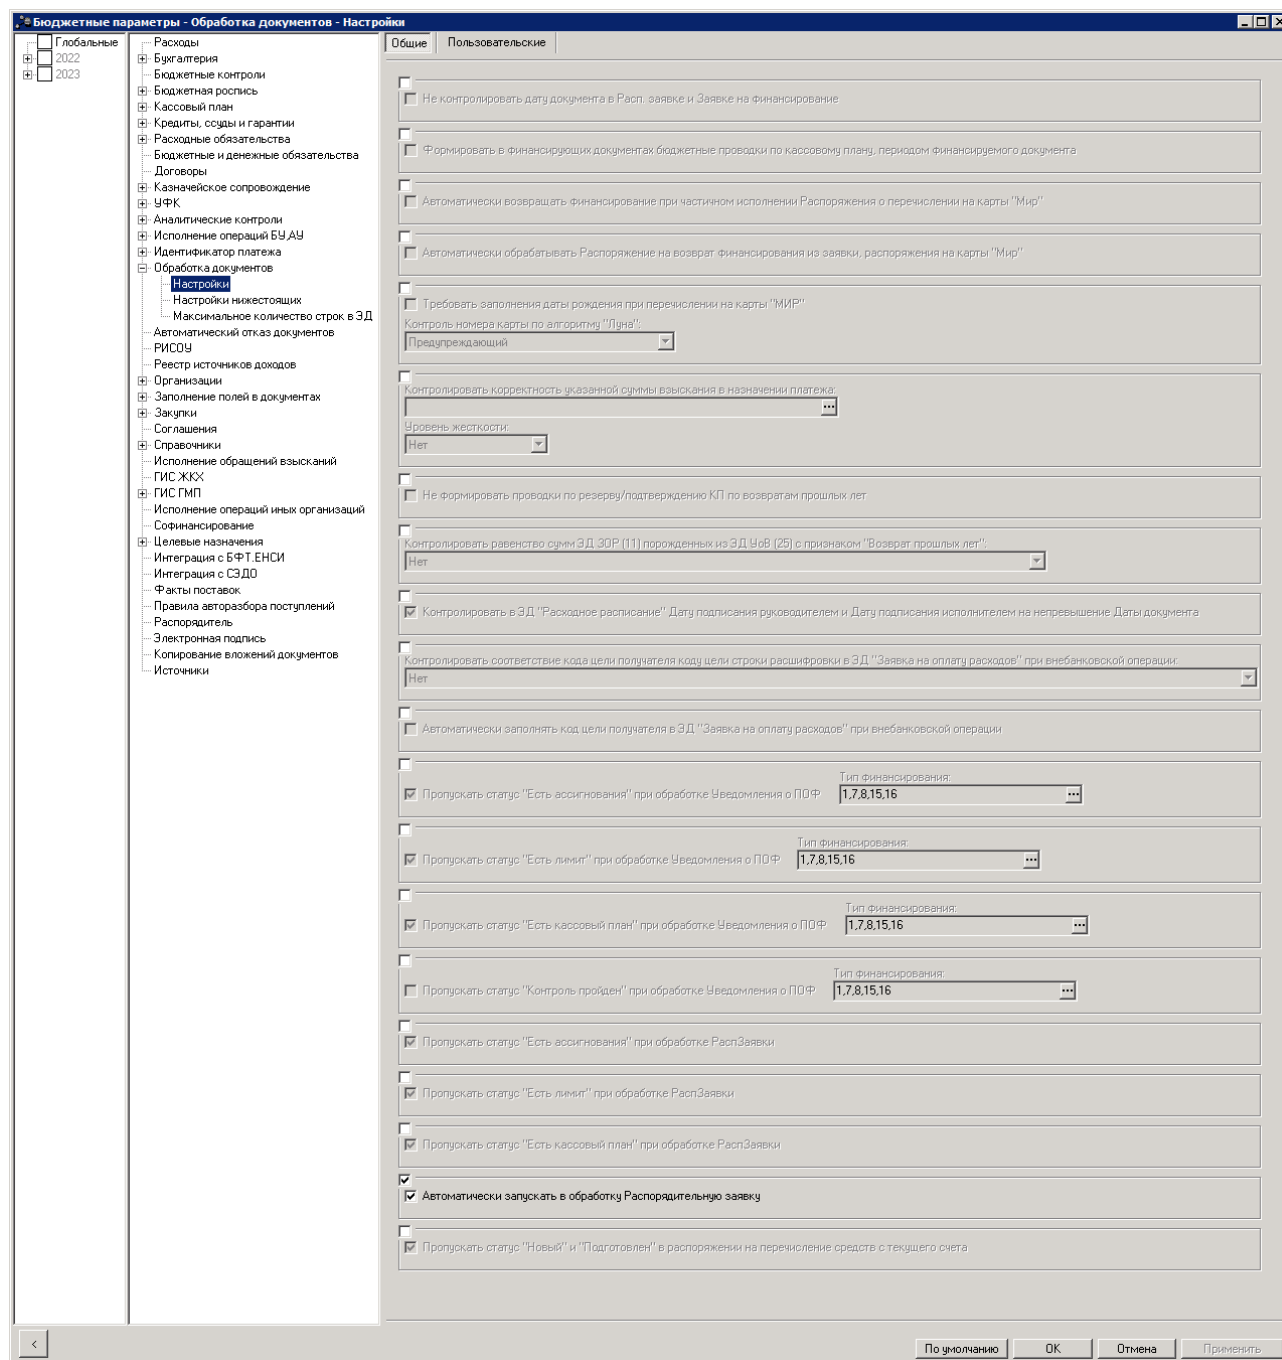 Бюджетные параметры - Обработка документов - Настройки
Глобальные
2022
2023
Расходы
Бухгалтерия
Бюджетные контроли
Бюджетная роспись
Кассовый план
Кредиты, ссуды и гарантии
Расходные обязательства
Бюджетные и денежные обязательства
Договоры
Казначейское сопровождение
УФК
Аналитические контроли
Исполнение операций БУ,АУ
Идентификатор платежа
Обработка документов
Настройки
Настройки нижестоящих
Максимальное количество строк в ЭД
Автоматический отказ документов
РИСОУ
Реестр источников доходов
Организации
Заполнение полей в документах
Закупки
Соглашения
Справочники
Исполнение обращений взысканий
ГИС ЖКХ
ГИС ГМП
Исполнение операций иных организаций
Софинансирование
Целевые назначения
Интеграция с БФТ.ЕНСИ
Интеграция с СЭДО
Факты поставок
Правила авторазбора поступлений
Распорядитель
Электронная подпись
Копирование вложений документов
Источники
Общие
Пользовательские
Не контролировать дату документа в Расп. заявке и Заявке на финансирование
Формировать в финансирующих документах бюджетные проводки по кассовому плану, периодом финансируемого документа
Автоматически возвращать финансирование при частичном исполнении Распоряжения о перечислении на карты "Мир"
Автоматически обрабатывать Распоряжение на возврат финансирования из заявки, распоряжения на карты "Мир"
Требовать заполнения даты рождения при перечислении на карты "МИР"
Контроль номера карты по алгоритму "Луна":
Предупреждающий
Контролировать корректность указанной суммы взыскания в назначении платежа:
...
Уровень жесткости:
Нет
Не формировать проводки по резерву/подтверждению КП по возвратам прошлых лет
Контролировать равенство сумм ЭД ЗОР (11) порожденных из ЭД УоВ (25) с признаком "Возврат прошлых лет":
Нет
Контролировать в ЭД "Расходное расписание" Дату подписания руководителем и Дату подписания исполнителем на непревышение Даты документа
Контролировать соответствие кода цели получателя коду цели строки расшифровки в ЭД "Заявка на оплату расходов" при внебанковской операции:
Нет
Автоматически заполнять код цели получателя в ЭД "Заявка на оплату расходов" при внебанковской операции
Тип финансирования:
Пропускать статус "Есть ассигнования" при обработке Уведомления о ПОФ 1,7,8,15,16 ...
Тип финансирования:
Пропускать статус "Есть лимит" при обработке Уведомления о ПОФ 1,7,8,15,16 ...
Тип финансирования:
Пропускать статус "Есть кассовый план" при обработке Уведомления о ПОФ 1,7,8,15,16 ...
Тип финансирования:
Пропускать статус "Контроль пройден" при обработке Уведомления о ПОФ 1,7,8,15,16 ...
Пропускать статус "Есть ассигнования" при обработке РаспЗаявки
Пропускать статус "Есть лимит" при обработке РаспЗаявки
Пропускать статус "Есть кассовый план" при обработке РаспЗаявки
Автоматически запускать в обработку Распорядительную заявку
Пропускать статус "Новый" и "Подготовлен" в распоряжении на перечисление средств с текущего счета
<
По умолчанию
OK
Отмена
Применить